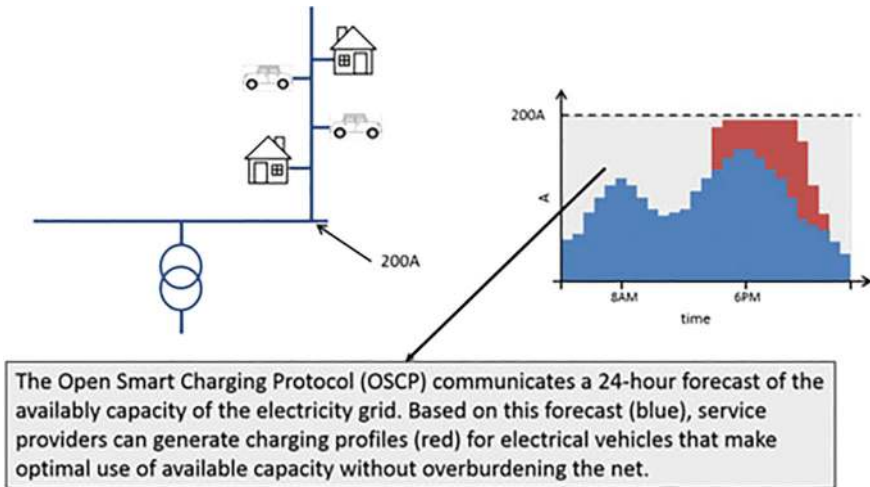 200A
200A
A
8AM
6PM
time
The Open Smart Charging Protocol (OSCP) communicates a 24-hour forecast of the
availably capacity of the electricity grid. Based on this forecast (blue), service
providers can generate charging profiles (red) for electrical vehicles that make
optimal use of available capacity without overburdening the net.